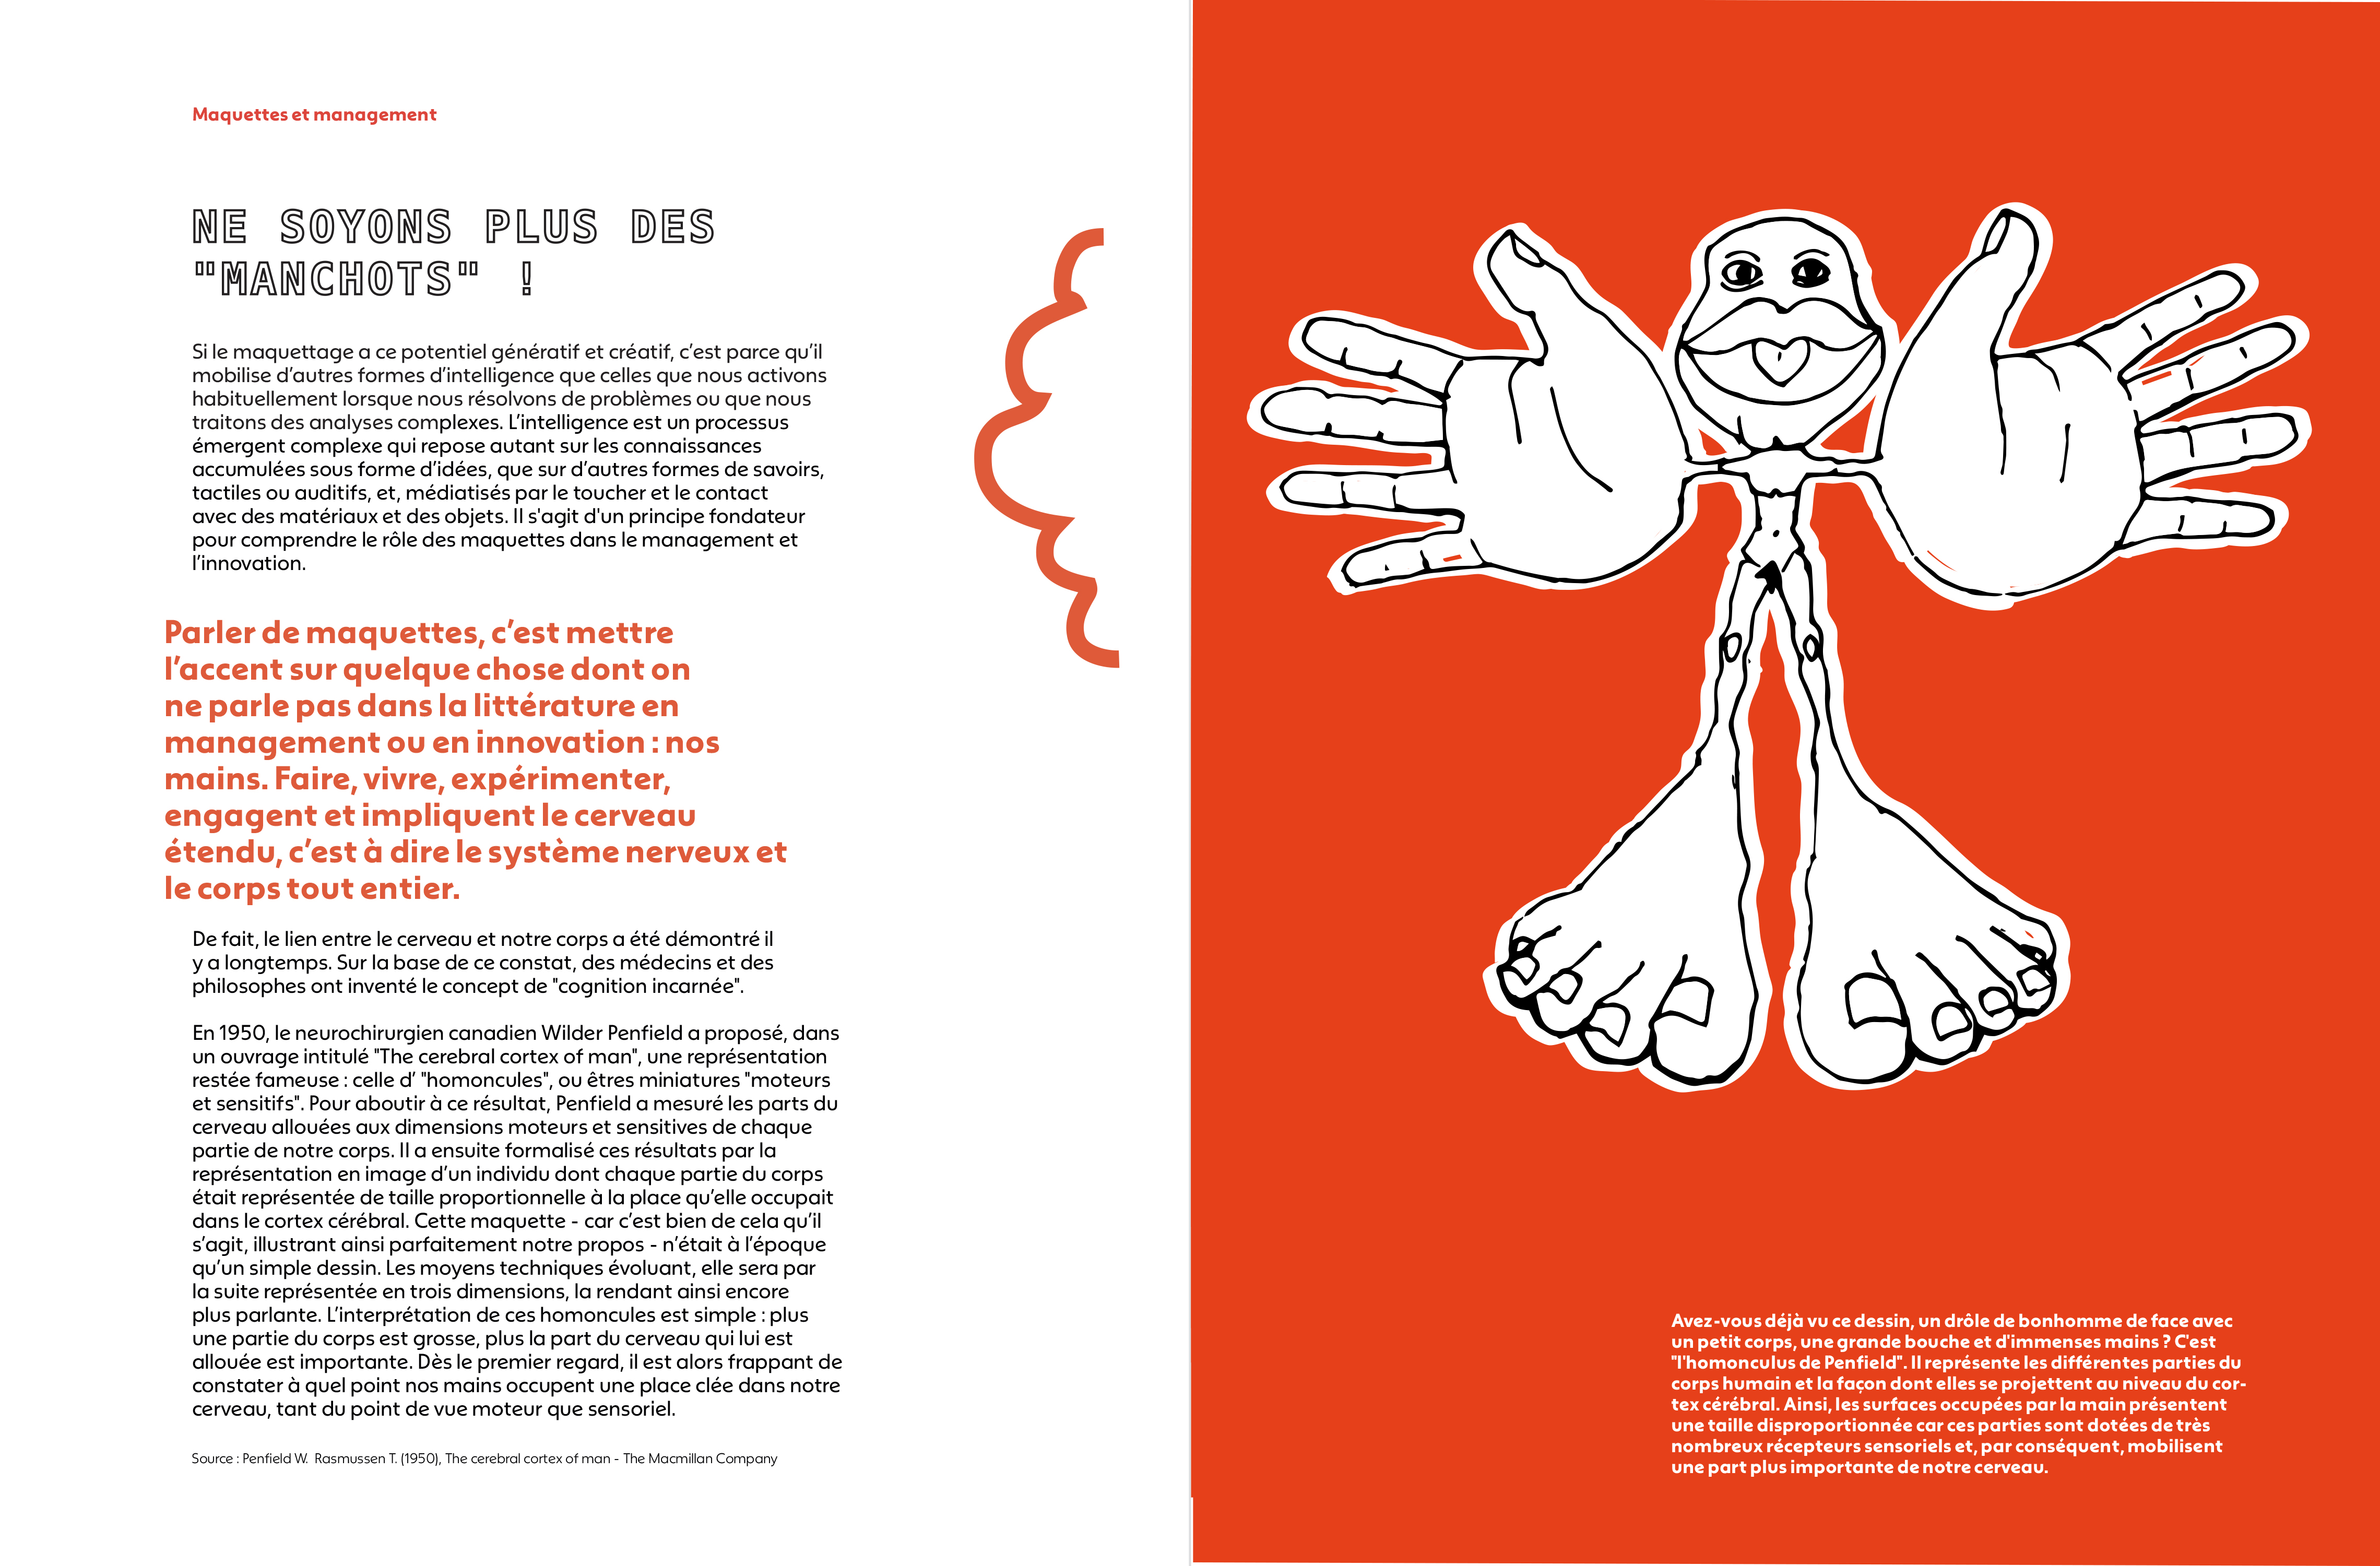 Maquettes et management
NE SOYONS PLUS DES
"MANCHOTS" !
Si le maquettage a ce potentiel génératif et créatif, c’est parce qu’il
mobilise d’autres formes d’intelligence que celles que nous activons
habituellement lorsque nous résolvons de problèmes ou que nous
traitons des analyses complexes. L’intelligence est un processus
émergent complexe qui repose autant sur les connaissances
accumulées sous forme d’idées, que sur d’autres formes de savoirs,
tactiles ou auditifs, et, médiatisés par le toucher et le contact
avec des matériaux et des objets. Il s'agit d'un principe fondateur
pour comprendre le rôle des maquettes dans le management et
l’innovation.
Parler de maquettes, c’est mettre
l’accent sur quelque chose dont on
ne parle pas dans la littérature en
management ou en innovation : nos
mains. Faire, vivre, expérimenter,
engagent et impliquent le cerveau
étendu, c’est à dire le système nerveux et
le corps tout entier.
De fait, le lien entre le cerveau et notre corps a été démontré il
y a longtemps. Sur la base de ce constat, des médecins et des
philosophes ont inventé le concept de "cognition incarnée".
En 1950, le neurochirurgien canadien Wilder Penfield a proposé, dans
un ouvrage intitulé "The cerebral cortex of man", une représentation
restée fameuse : celle d’ "homoncules", ou êtres miniatures "moteurs
et sensitifs". Pour aboutir à ce résultat, Penfield a mesuré les parts du
cerveau allouées aux dimensions moteurs et sensitives de chaque
partie de notre corps. Il a ensuite formalisé ces résultats par la
représentation en image d’un individu dont chaque partie du corps
était représentée de taille proportionnelle à la place qu’elle occupait
dans le cortex cérébral. Cette maquette - car c’est bien de cela qu’il
s’agit, illustrant ainsi parfaitement notre propos - n’était à l’époque
qu’un simple dessin. Les moyens techniques évoluant, elle sera par
la suite représentée en trois dimensions, la rendant ainsi encore
plus parlante. L’interprétation de ces homoncules est simple : plus
une partie du corps est grosse, plus la part du cerveau qui lui est
allouée est importante. Dès le premier regard, il est alors frappant de
constater à quel point nos mains occupent une place clée dans notre
cerveau, tant du point de vue moteur que sensoriel.
Source : Penfield W. Rasmussen T. (1950), The cerebral cortex of man - The Macmillan Company
Avez-vous déjà vu ce dessin, un drôle de bonhomme de face avec
un petit corps, une grande bouche et d'immenses mains ? C'est
"l'homonculus de Penfield". Il représente les différentes parties du
corps humain et la façon dont elles se projettent au niveau du cor-
tex cérébral. Ainsi, les surfaces occupées par la main présentent
une taille disproportionnée car ces parties sont dotées de très
nombreux récepteurs sensoriels et, par conséquent, mobilisent
une part plus importante de notre cerveau.